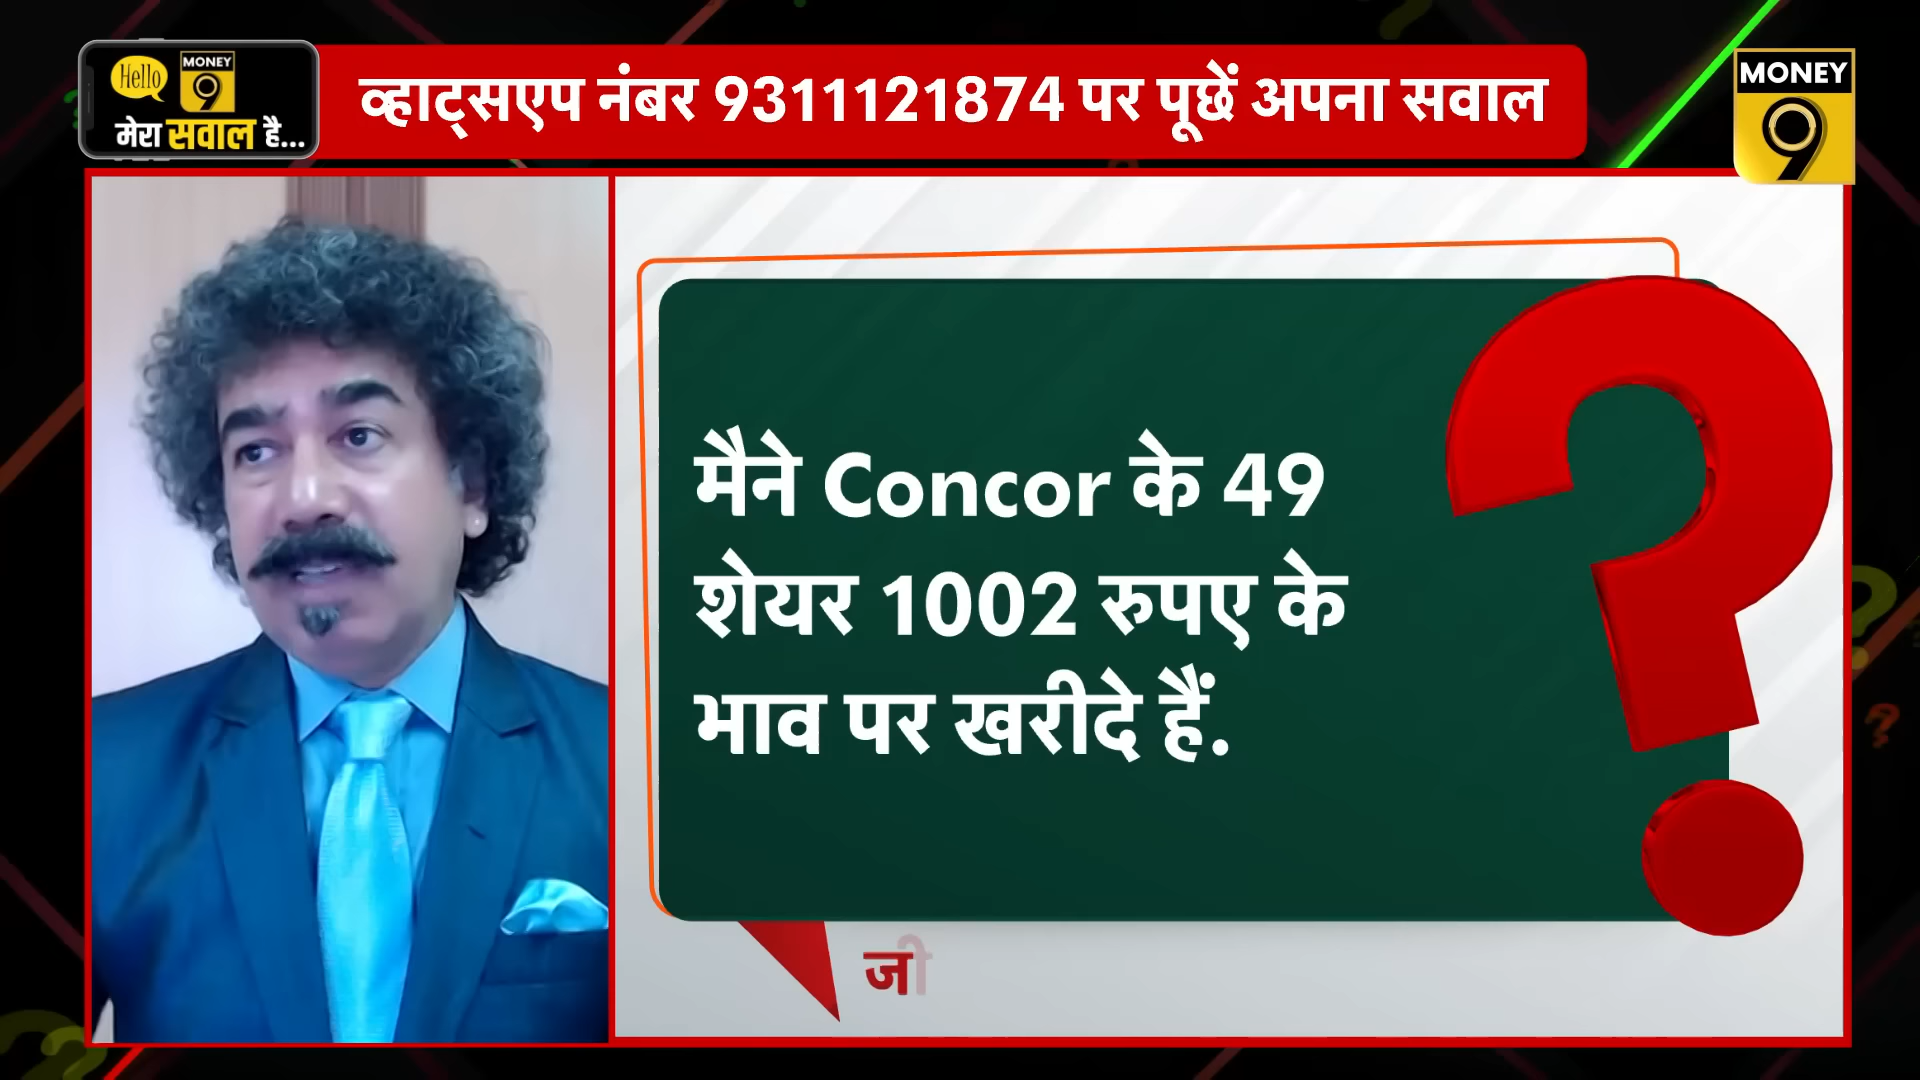 Hello
MONEY
9
मेरा सवाल है...
व्हाट्सएप नंबर 9311121874 पर पूछें अपना सवाल
MONEY
9
मैने Concor के 49
शेयर 1002 रुपए के
भाव पर खरीदे हैं.
जी